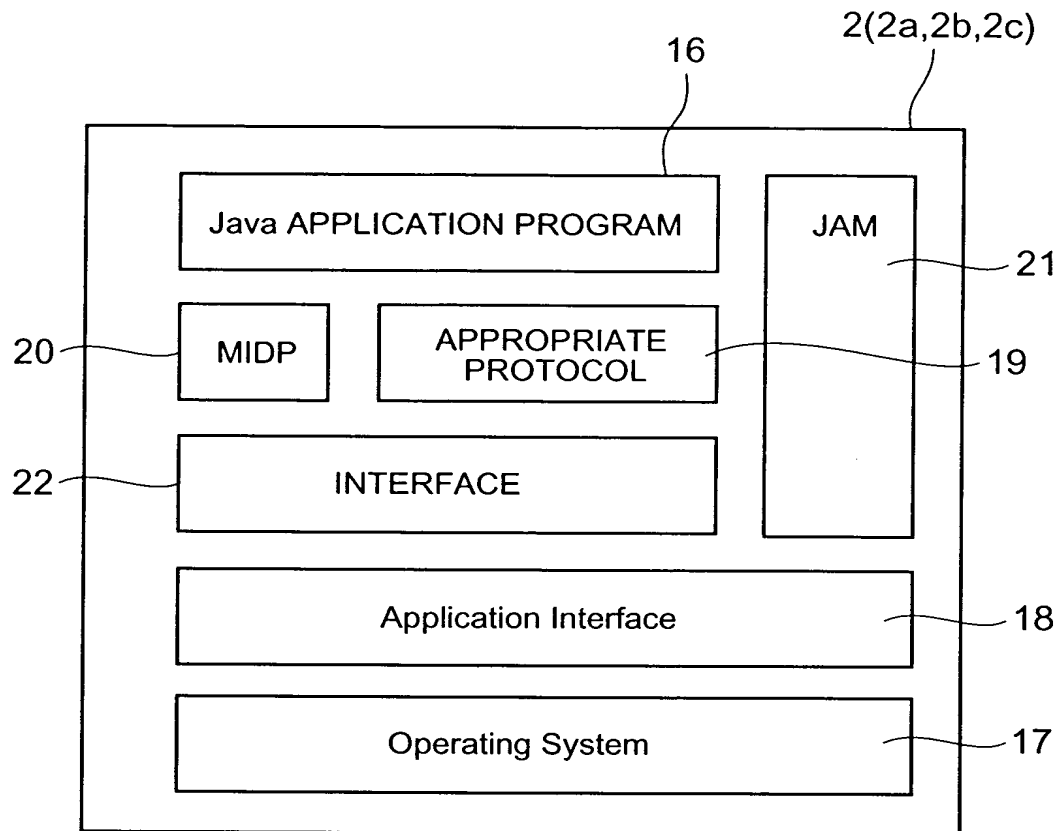 2(2a,2b,2c)
16
Java APPLICATION PROGRAM
JAM
21
20
MIDP
APPROPRIATE
PROTOCOL
19
22
INTERFACE
Application Interface
18
Operating System
17